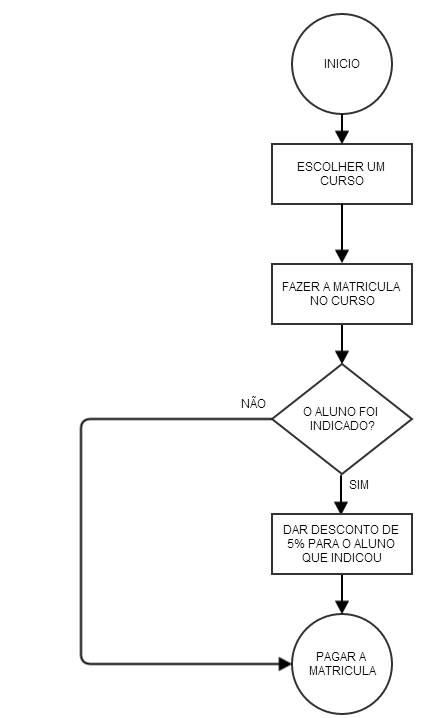 INICIO
ESCOLHER UM
CURSO
FAZER A MATRICULA
NO CURSO
O ALUNO FOI
INDICADO?
NÃO
SIM
DAR DESCONTO DE
5% PARA O ALUNO
QUE INDICOU
PAGAR A
MATRICULA